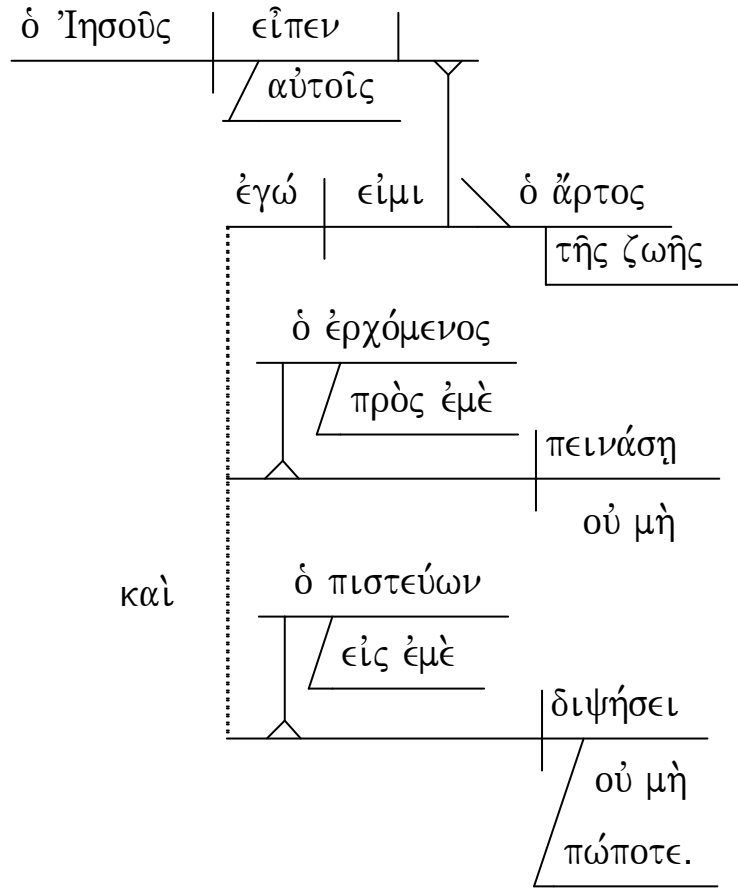 ὁ Ἰησοῦς εἶπεν
αὐτοῖς
ἐγώ εἰμι ὁ ἄρτος
τῆς ζωῆς
ὁ ἐρχόμενος
πρὸς ἐμὲ
πεινάσῃ
οὐ μὴ
καὶ
ὁ πιστεύων
εἰς ἐμὲ
διψήσει
οὐ μὴ
πώποτε.